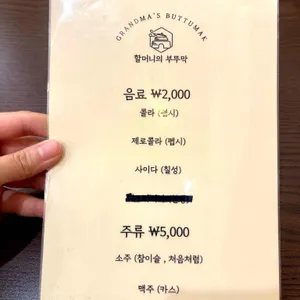 GRANDMA'S BUTTUMAK
할머니의 부뚜막
음료 ₩2,000
콜라 (펩시)
제로콜라 (펩시)
사이다 (칠성)
주류 ₩5,000
소주 (참이슬 , 처음처럼)
맥주 (카스)